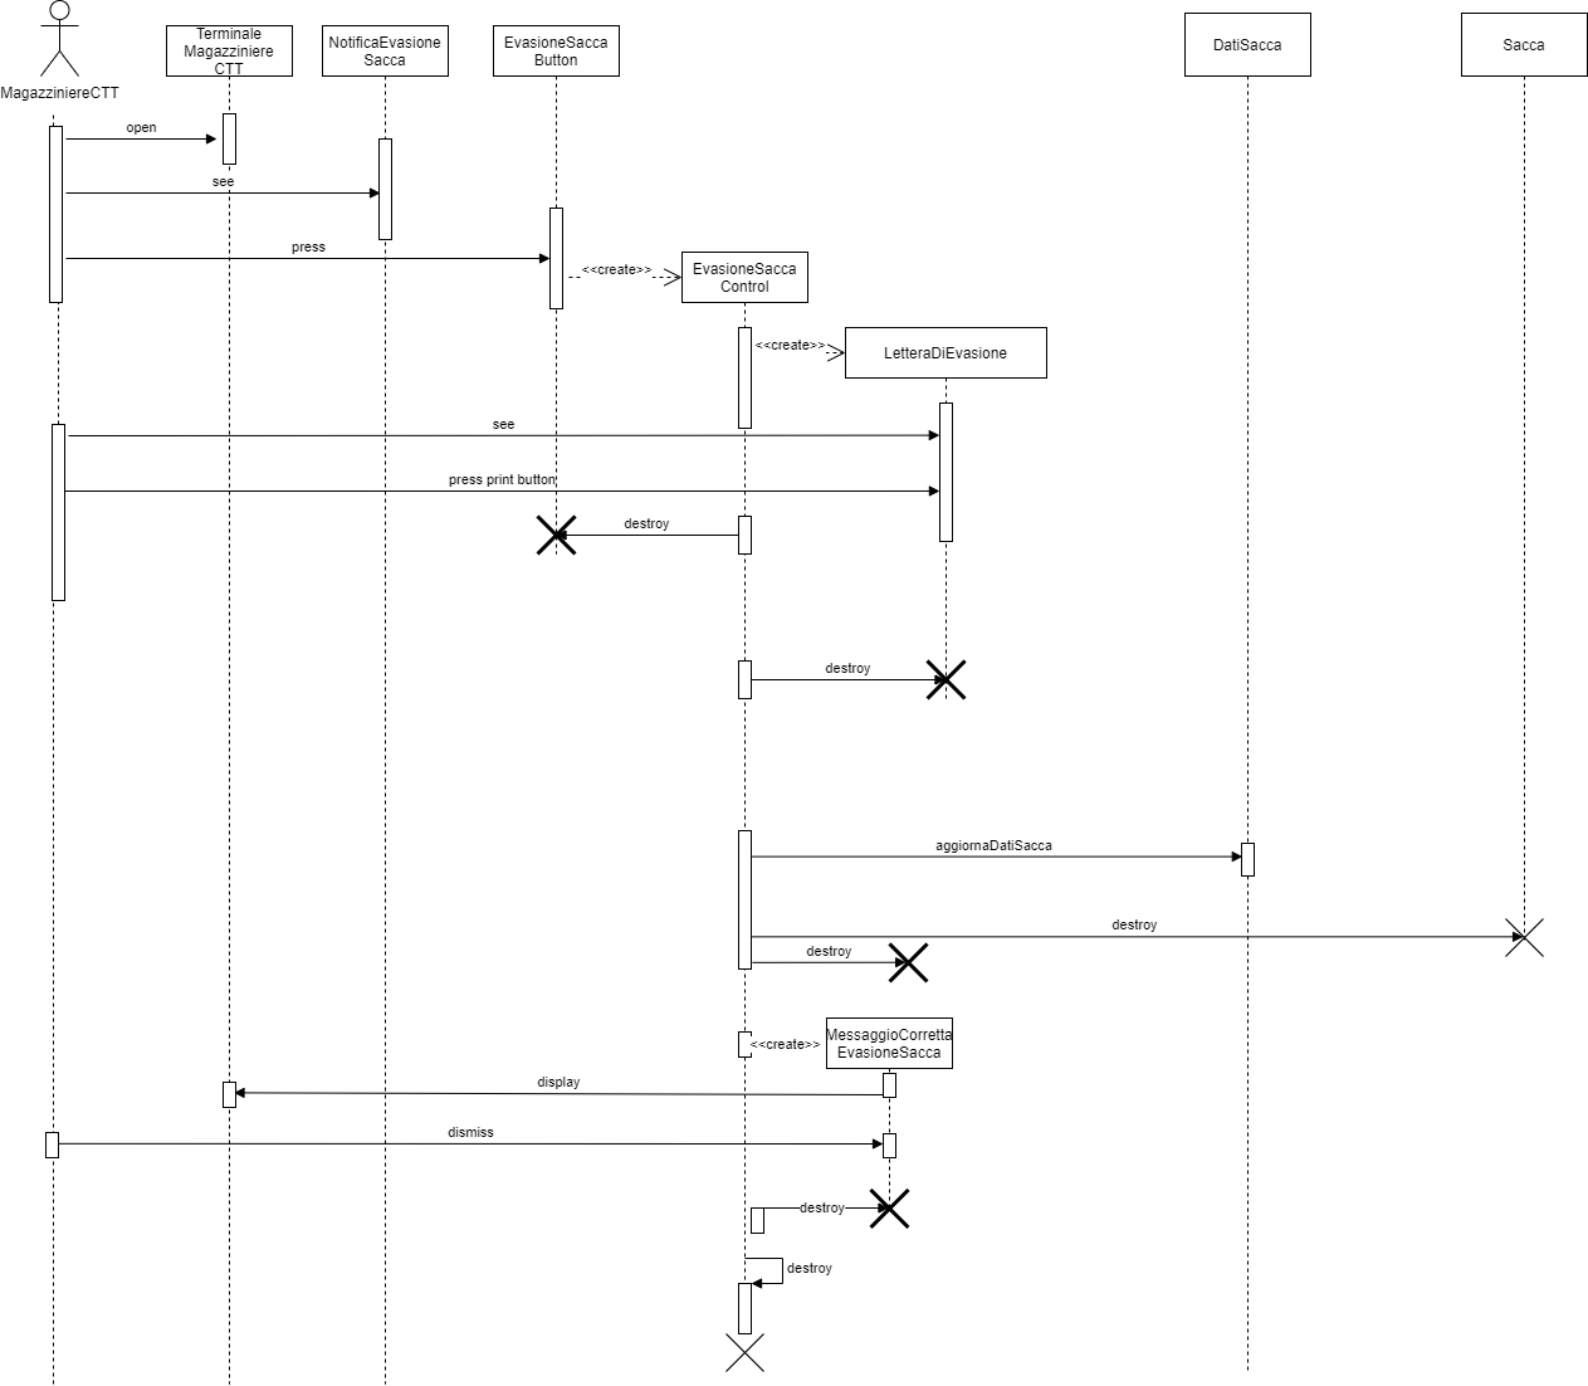 MagazziniereCTT
Terminale
Magazziniere
CTT
NotificaEvasione
Sacca
EvasioneSacca
Button
DatiSacca
Sacca
open
see
press
<<create>>
EvasioneSacca
Control
<<create>>
LetteraDiEvasione
see
press print button
destroy
destroy
aggiornaDatiSacca
destroy
destroy
<<create>>
MessaggioCorretta
EvasioneSacca
display
dismiss
destroy
destroy